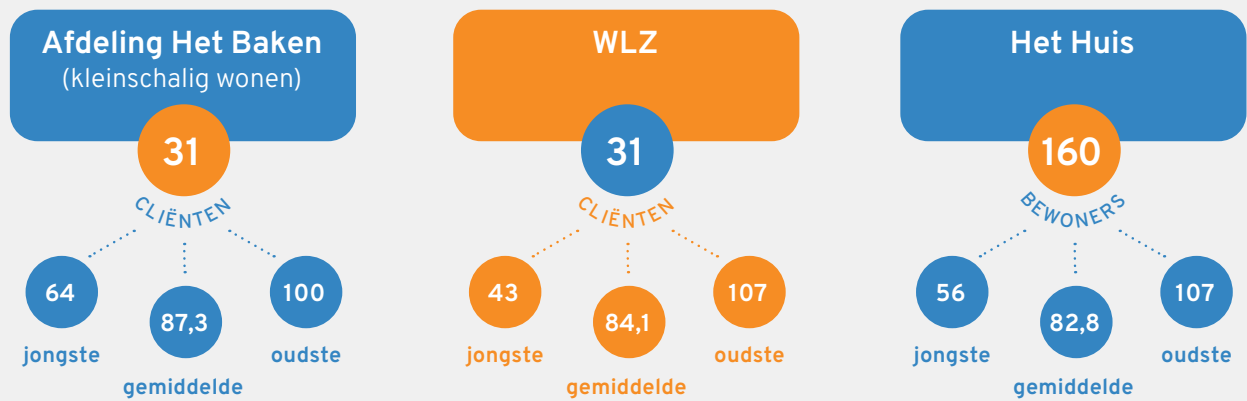 Afdeling Het Baken
(kleinschalig wonen)
31
CLIËNTEN
64
jongste
87,3
gemiddelde
100
oudste
WLZ
31
CLIËNTEN
43
jongste
84,1
gemiddelde
107
oudste
Het Huis
160
BEWONERS
56
jongste
82,8
gemiddelde
107
oudste